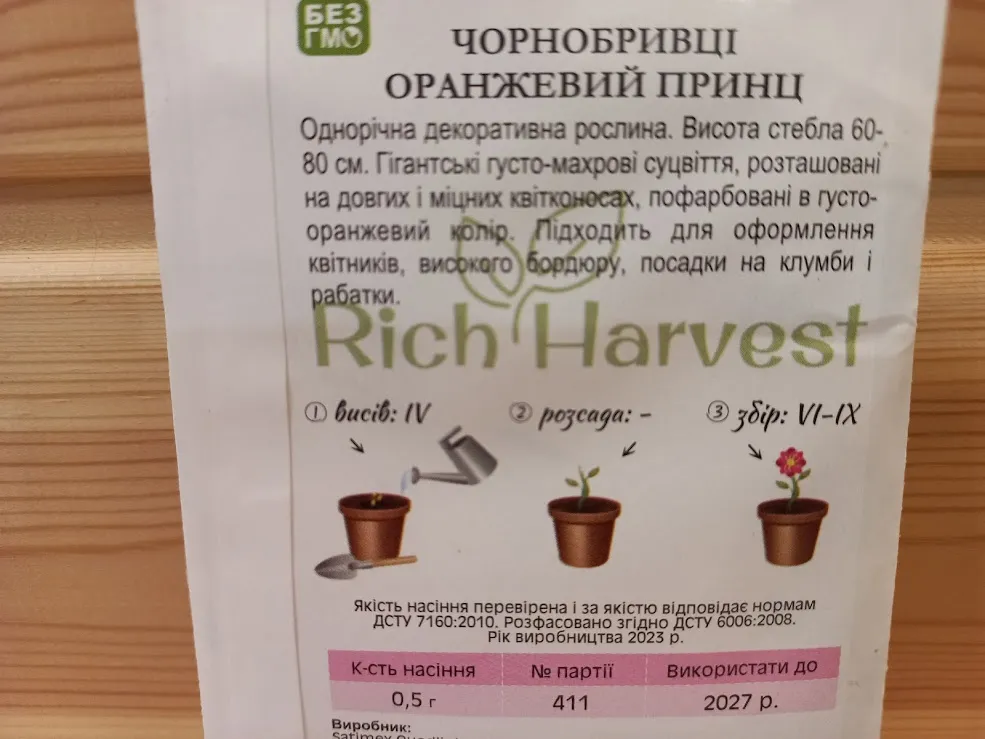 БЕЗ
ГМО
ЧОРНОБРИВЦІ
ОРАНЖЕВИЙ ПРИНЦ
Однорічна декоративна рослина. Висота стебла 60-
80 см. Гігантські густо-махрові суцвіття, розташовані
на довгих і міцних квітконосах, пофарбовані в густо-
оранжевий колір. Підходить для оформлення
квітників, високого бордюру, посадки на клумби і
рабатки.
Rich Harvest
① висів: IV ② розсада: - ③ збір: VI-IX
Якість насіння перевірена і за якістю відповідає нормам
ДСТУ 7160:2010. Розфасовано згідно ДСТУ 6006:2008.
Рік виробництва 2023 р.
К-сть насіння № партії Використати до
0,5 г 411 2027 р.
Виробник:
Satimex